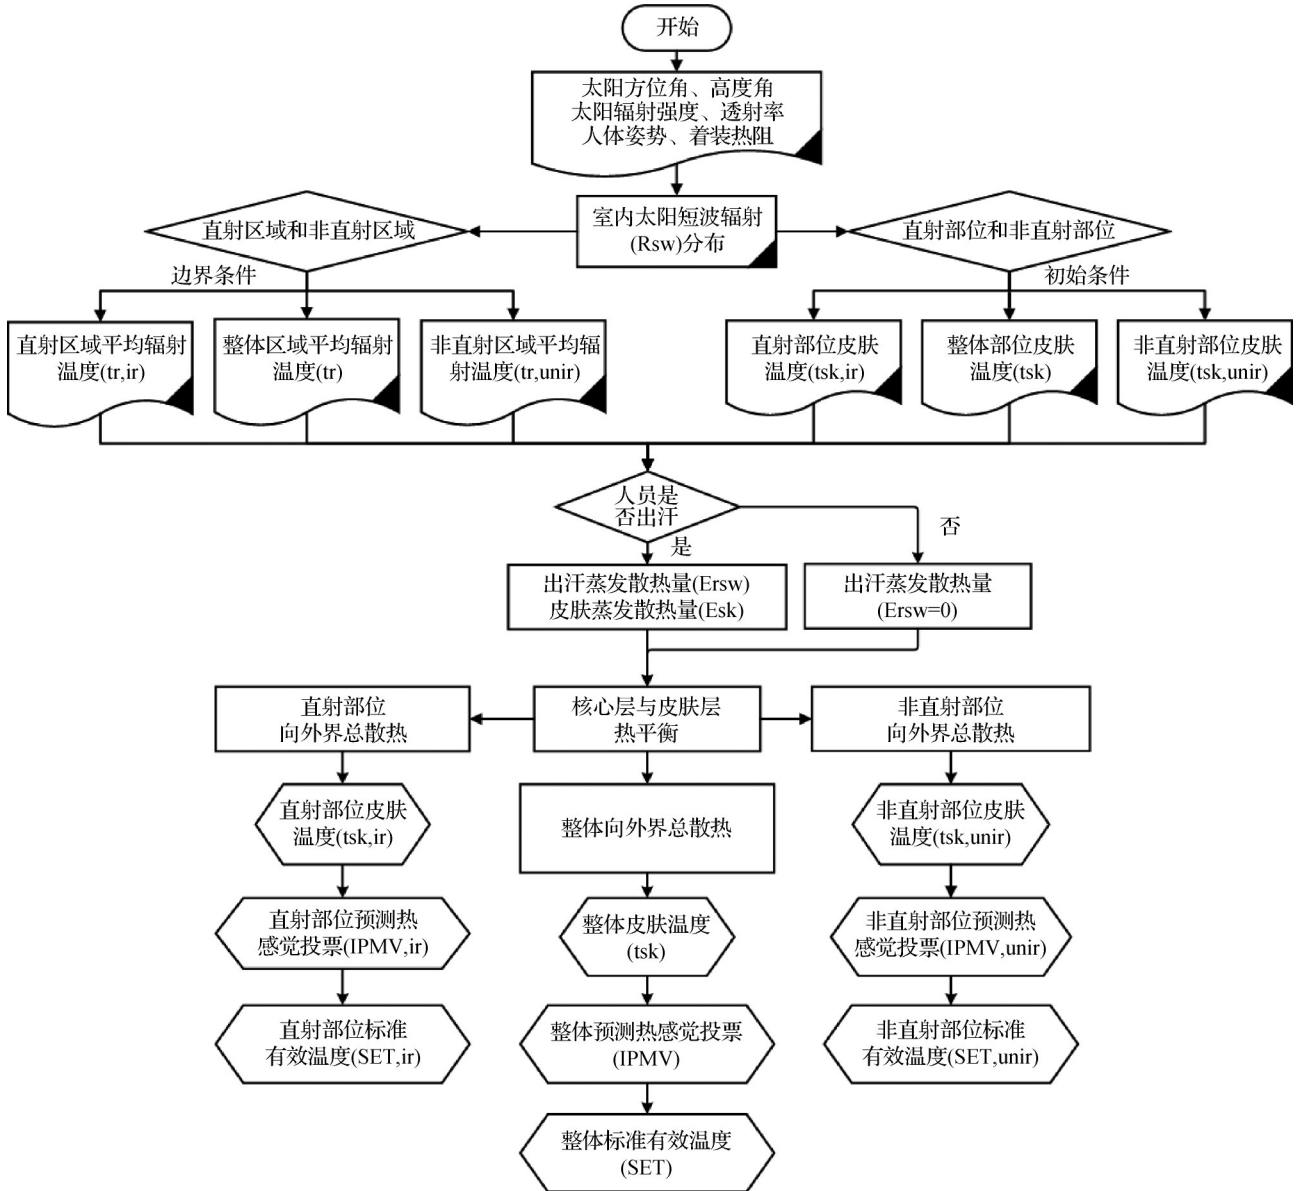 开始
太阳方位角、高度角
太阳辐射强度、透射率
人体姿势、着装热阻
直射区域和非直射区域
室内太阳短波辐射
(Rsw)分布
直射部位和非直射部位
边界条件
初始条件
直射区域平均辐射
温度(tr,ir)
整体区域平均辐射
温度(tr)
非直射区域平均辐
射温度(tr,unir)
直射部位皮肤
温度(tsk,ir)
整体部位皮肤
温度(tsk)
非直射部位皮肤
温度(tsk,unir)
人员是
否出汗
是
否
出汗蒸发散热量(Ersw)
皮肤蒸发散热量(Esk)
出汗蒸发散热量
(Ersw=0)
直射部位
向外界总散热
核心层与皮肤层
热平衡
非直射部位
向外界总散热
直射部位皮肤
温度(tsk,ir)
整体向外界总散热
非直射部位皮肤
温度(tsk,unir)
直射部位预测热
感觉投票(IPMV,ir)
整体皮肤温度
(tsk)
非直射部位预测热
感觉投票(IPMV,unir)
直射部位标准
有效温度(SET,ir)
整体预测热感觉投票
(IPMV)
非直射部位标准
有效温度(SET,unir)
整体标准有效温度
(SET)